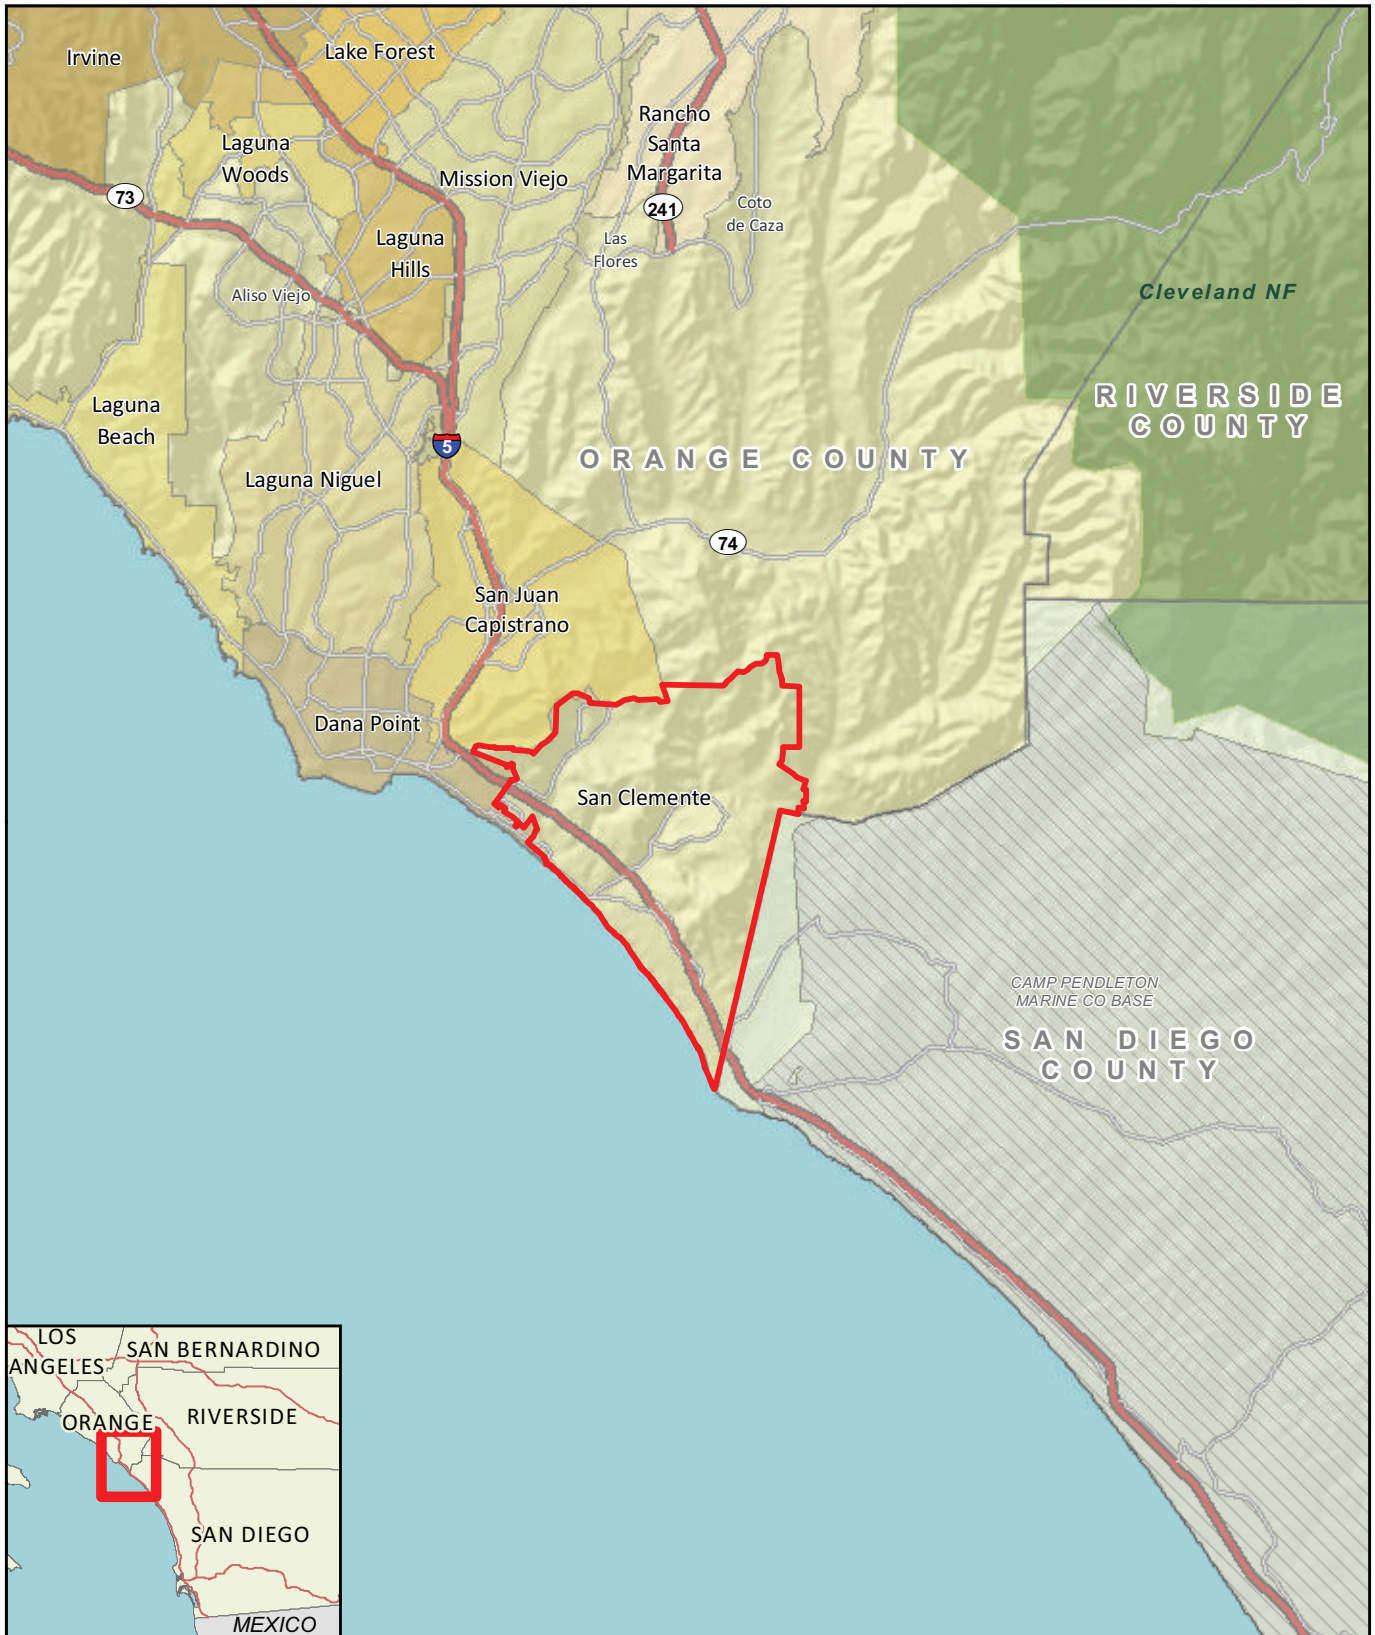 Irvine
Lake Forest
Rancho
Santa
Margarita
Laguna
Woods
Mission Viejo
73
241
Coto
de Caza
Laguna
Hills
Las
Flores
Aliso Viejo
Cleveland NF
Laguna
Beach
RIVERSIDE
COUNTY
5
ORANGE COUNTY
Laguna Niguel
74
San Juan
Capistrano
Dana Point
San Clemente
CAMP PENDLETON
MARINE CO BASE
SAN DIEGO
COUNTY
LOS
ANGELES
SAN BERNARDINO
ORANGE
RIVERSIDE
SAN DIEGO
MEXICO